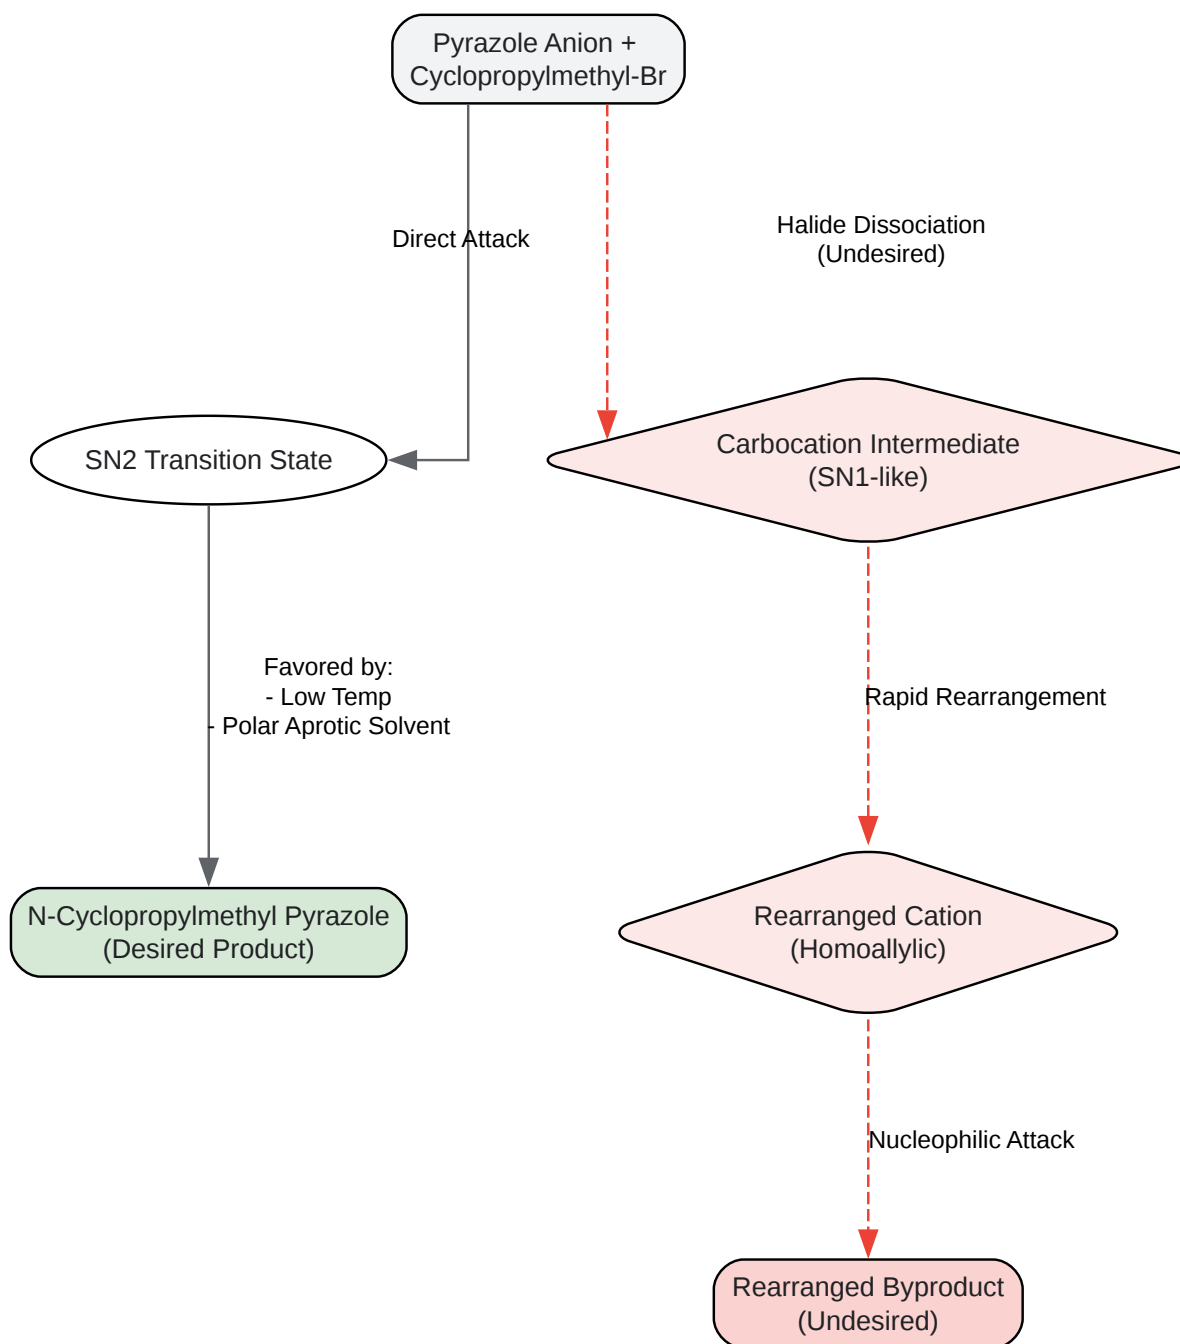 Pyrazole Anion +
Cyclopropylmethyl-Br
Direct Attack
Halide Dissociation
(Undesired)
SN2 Transition State
Carbocation Intermediate
(SN1-like)
Favored by:
- Low Temp
- Polar Aprotic Solvent
Rapid Rearrangement
N-Cyclopropylmethyl Pyrazole
(Desired Product)
Rearranged Cation
(Homoallylic)
Nucleophilic Attack
Rearranged Byproduct
(Undesired)